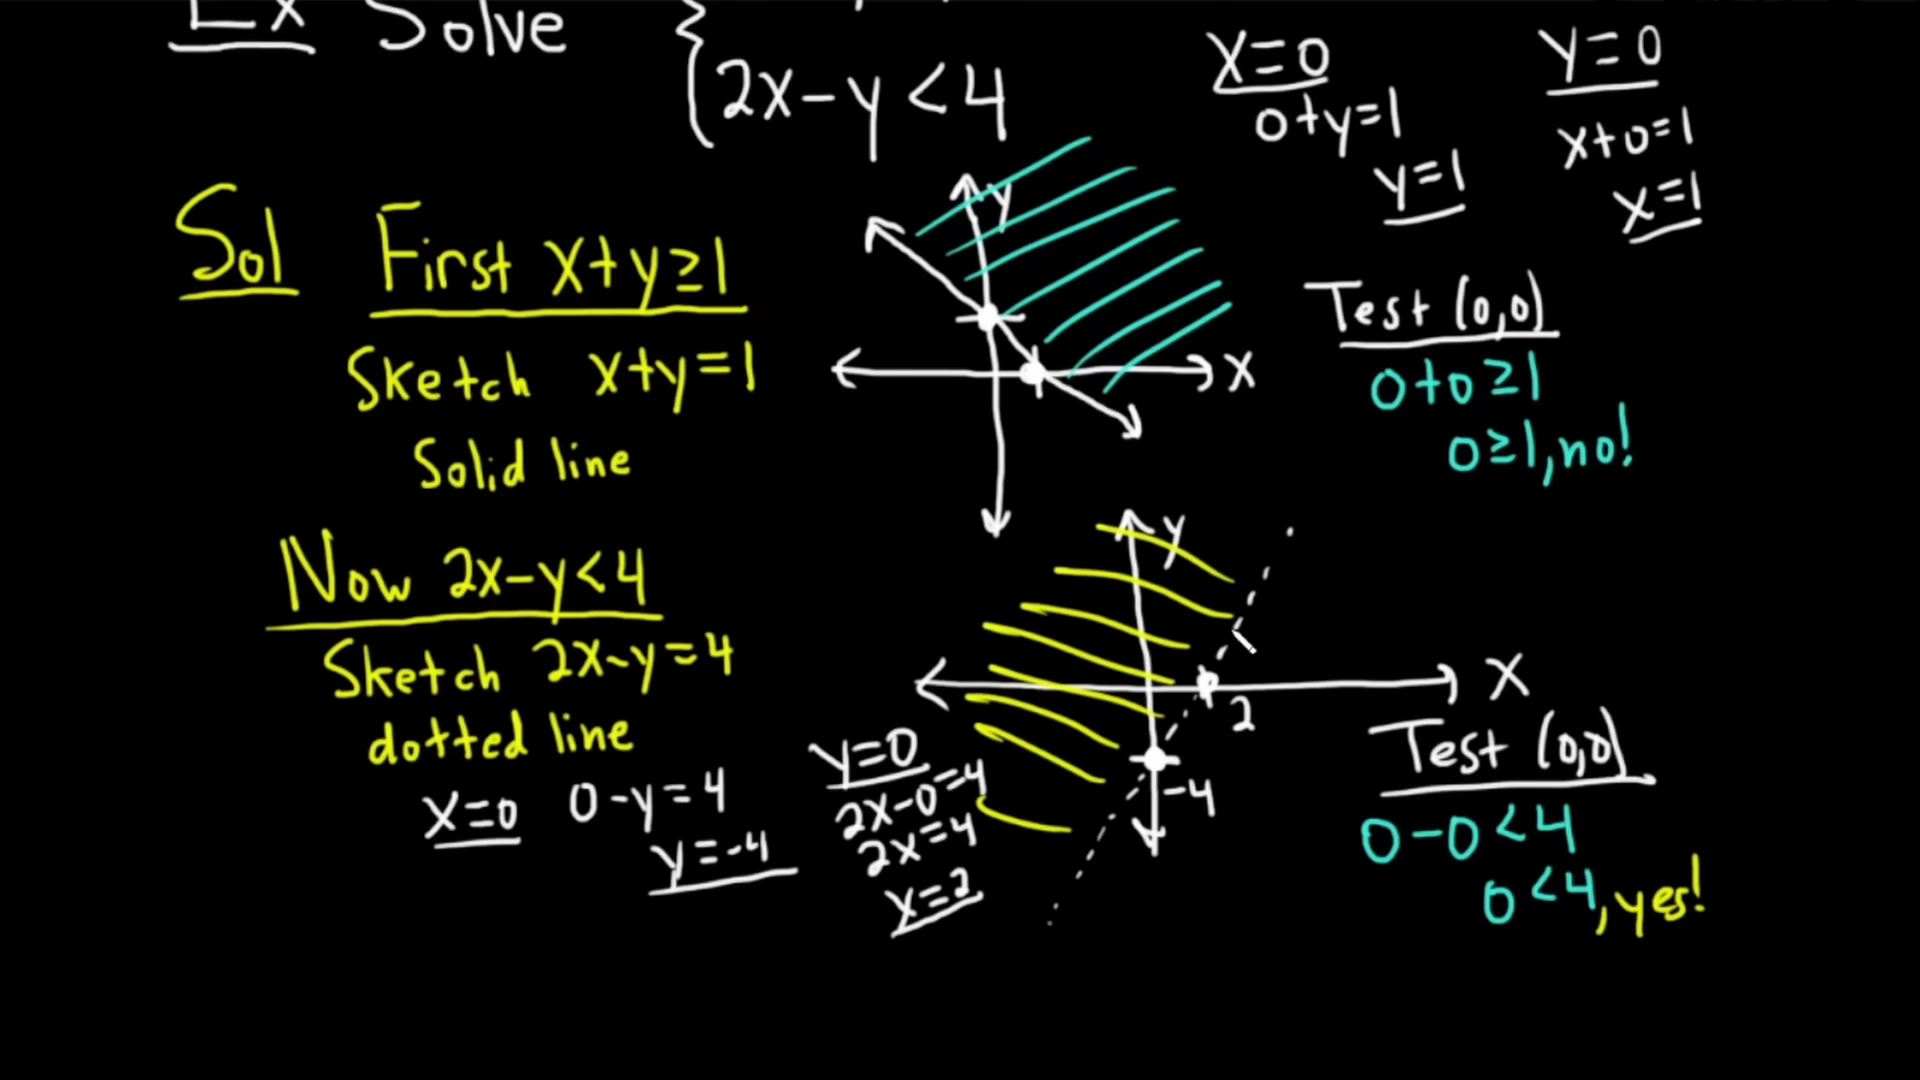 Ex Solve
{2x-y<4
x=0
0+y=1
y=1
y=0
x+0=1
x=1
Sol First x+y≥1
Sketch x+y=1
Solid line
y
x
Test (0,0)
0+0≥1
0≥1,no!
Now 2x-y<4
Sketch 2x-y=4
dotted line
x=0 0-y=4
y=-4
y=0
2x-0=4
2x=4
x=2
y
x
2
-4
Test (0,0)
0-0<4
0<4,yes!